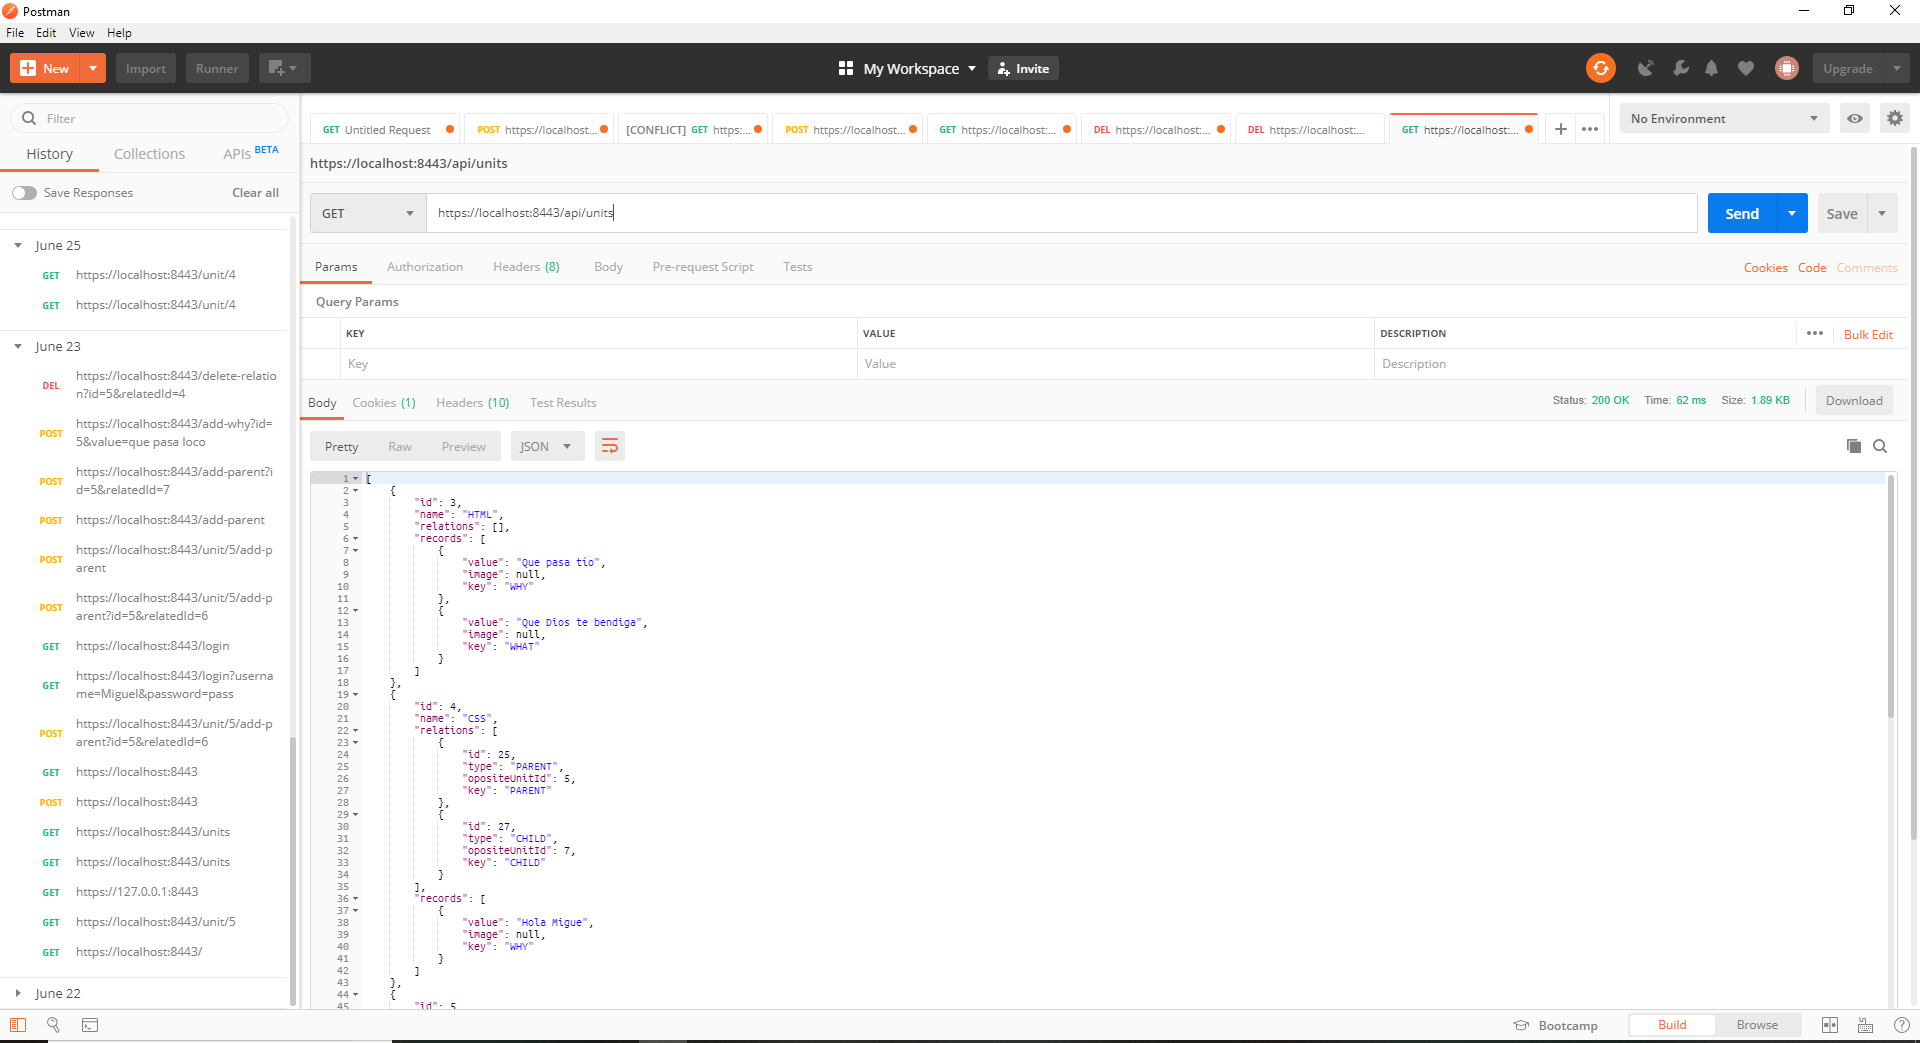 Postman
File Edit View Help
New Import Runner My Workspace Invite Upgrade
Filter
History Collections APIs BETA
Save Responses Clear all
June 25
GET https://localhost:8443/unit/4
GET https://localhost:8443/unit/4
June 23
DEL https://localhost:8443/delete-relatio
n?id=5&relatedId=4
POST https://localhost:8443/add-why?id=
5&value=que pasa loco
POST https://localhost:8443/add-parent?i
d=5&relatedId=7
POST https://localhost:8443/add-parent
POST https://localhost:8443/unit/5/add-p
arent
POST https://localhost:8443/unit/5/add-p
arent?id=5&relatedId=6
GET https://localhost:8443/login
GET https://localhost:8443/login?userna
me=Miguel&password=pass
POST https://localhost:8443/unit/5/add-p
arent?id=5&relatedId=6
GET https://localhost:8443
POST https://localhost:8443
GET https://localhost:8443/units
GET https://localhost:8443/units
GET https://127.0.0.1:8443
GET https://localhost:8443/unit/5
GET https://localhost:8443/
June 22
GET Untitled Request POST https://localhost... [CONFLICT] GET https:... POST https://localhost:... GET https://localhost:... DEL https://localhost:... DEL https://localhost:... GET https://localhost:... No Environment
https://localhost:8443/api/units
GET https://localhost:8443/api/units Send Save
Params Authorization Headers (8) Body Pre-request Script Tests Cookies Code Comments
Query Params
KEY VALUE DESCRIPTION ••• Bulk Edit
Key Value Description
Body Cookies (1) Headers (10) Test Results Status: 200 OK Time: 62 ms Size: 1.89 KB Download
Pretty Raw Preview JSON
1 [
2 {
3 "id": 3,
4 "name": "HTML",
5 "relations": [],
6 "records": [
7 {
8 "value": "Que pasa tío",
9 "image": null,
10 "key": "WHY"
11 },
12 {
13 "value": "Que Dios te bendiga",
14 "image": null,
15 "key": "WHAT"
16 }
17 ]
18 },
19 {
20 "id": 4,
21 "name": "CSS",
22 "relations": [
23 {
24 "id": 25,
25 "type": "PARENT",
26 "opositeUnitId": 5,
27 "key": "PARENT"
28 },
29 {
30 "id": 27,
31 "type": "CHILD",
32 "opositeUnitId": 7,
33 "key": "CHILD"
34 }
35 ],
36 "records": [
37 {
38 "value": "Hola Migue",
39 "image": null,
40 "key": "WHY"
41 }
42 ]
43 },
44 {
45 "id": 5,
Bootcamp Build Browse